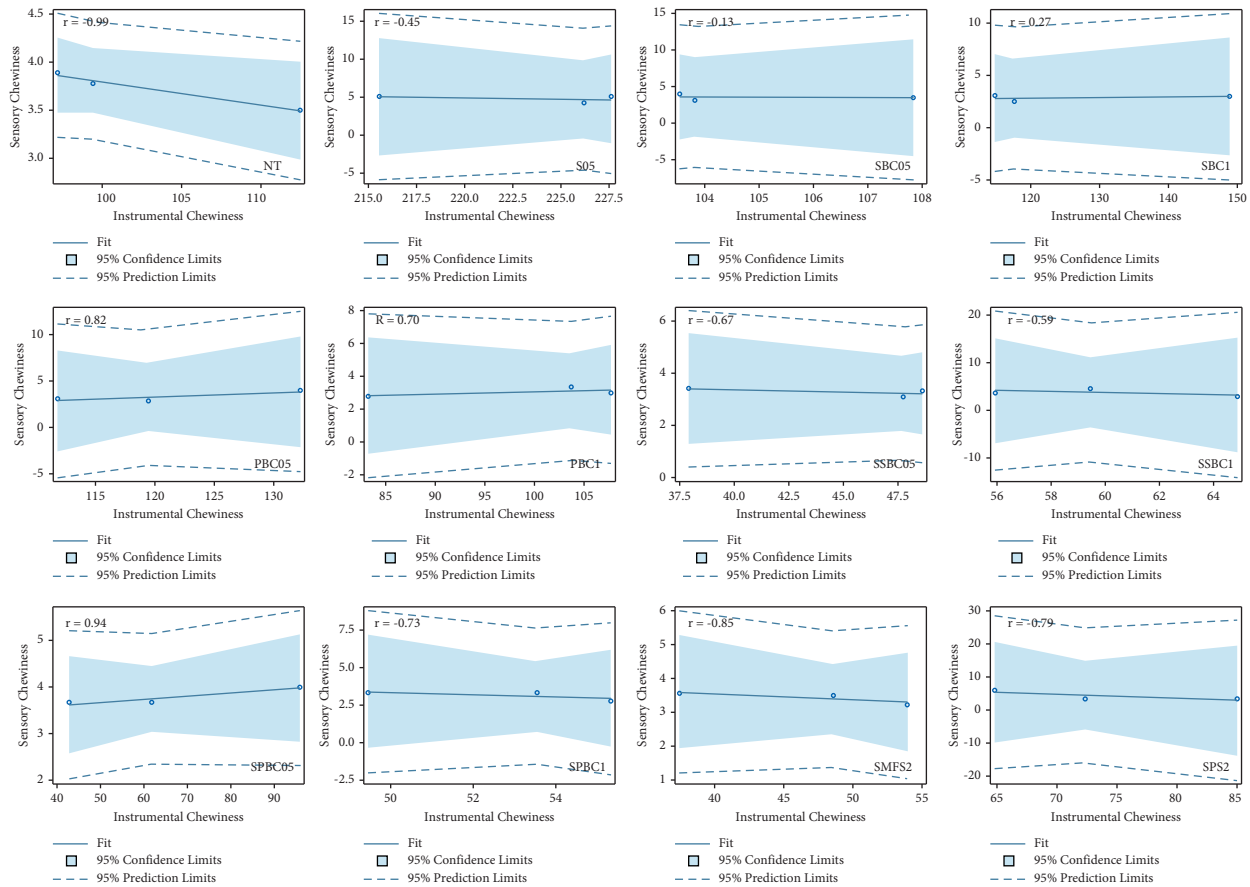 r = -0.99
4.5
4.0
3.5
3.0
Sensory Chewiness
NT
100
105
110
Instrumental Chewiness
Fit
95% Confidence Limits
95% Prediction Limits
r = -0.45
15
10
5
0
-5
Sensory Chewiness
S05
215.0
217.5
220.0
222.5
225.0
227.5
Instrumental Chewiness
Fit
95% Confidence Limits
95% Prediction Limits
r = -0.13
15
10
5
0
-5
Sensory Chewiness
SBC05
104
105
106
107
108
Instrumental Chewiness
Fit
95% Confidence Limits
95% Prediction Limits
r = 0.27
10
5
0
-5
Sensory Chewiness
SBC1
120
130
140
150
Instrumental Chewiness
Fit
95% Confidence Limits
95% Prediction Limits
r = 0.82
10
5
0
-5
Sensory Chewiness
PBC05
115
120
125
130
Instrumental Chewiness
Fit
95% Confidence Limits
95% Prediction Limits
R = 0.70
8
6
4
2
0
-2
Sensory Chewiness
PBC1
85
90
95
100
105
Instrumental Chewiness
Fit
95% Confidence Limits
95% Prediction Limits
r = -0.67
6
4
2
0
Sensory Chewiness
SSBC05
37.5
40.0
42.5
45.0
47.5
Instrumental Chewiness
Fit
95% Confidence Limits
95% Prediction Limits
r = -0.59
20
10
0
-10
Sensory Chewiness
SSBC1
56
58
60
62
64
Instrumental Chewiness
Fit
95% Confidence Limits
95% Prediction Limits
r = 0.94
5
4
3
2
Sensory Chewiness
SPBC05
40
50
60
70
80
90
Instrumental Chewiness
Fit
95% Confidence Limits
95% Prediction Limits
r = -0.73
7.5
5.0
2.5
0.0
-2.5
Sensory Chewiness
SPBC1
50
52
54
Instrumental Chewiness
Fit
95% Confidence Limits
95% Prediction Limits
r = -0.85
6
5
4
3
2
1
Sensory Chewiness
SMFS2
40
45
50
55
Instrumental Chewiness
Fit
95% Confidence Limits
95% Prediction Limits
r = -0.79
30
20
10
0
-10
-20
Sensory Chewiness
SPS2
65
70
75
80
85
Instrumental Chewiness
Fit
95% Confidence Limits
95% Prediction Limits